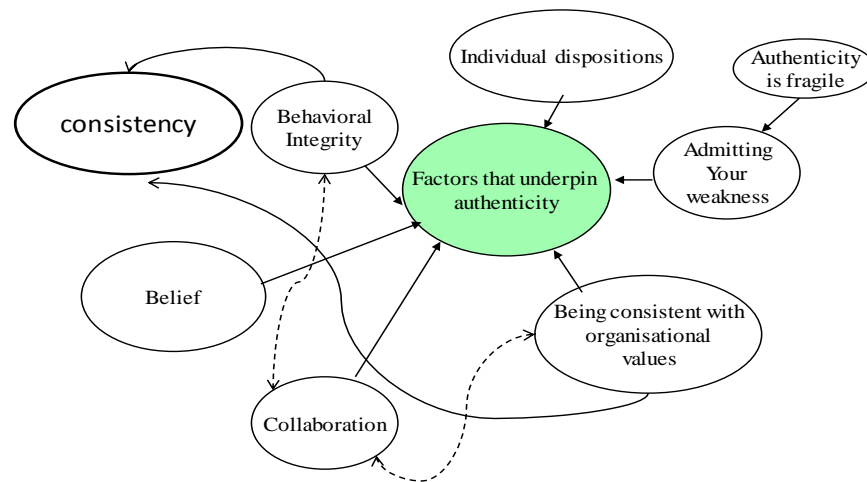 Individual dispositions
Authenticity
is fragile
consistency
Behavioral
Integrity
Factors that underpin
authenticity
Admitting
Your
weakness
Belief
Being consistent with
organisational
values
Collaboration